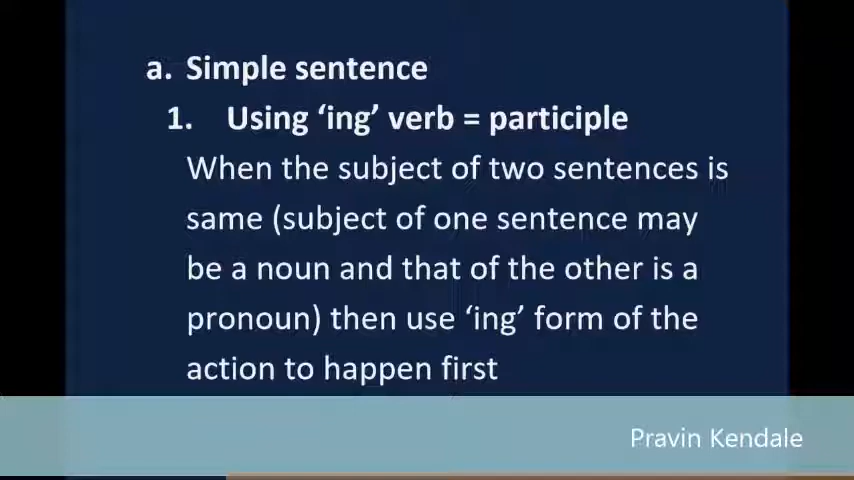 a. Simple sentence
1. Using ‘ing’ verb = participle
When the subject of two sentences is
same (subject of one sentence may
be a noun and that of the other is a
pronoun) then use ‘ing’ form of the
action to happen first
Pravin Kendale